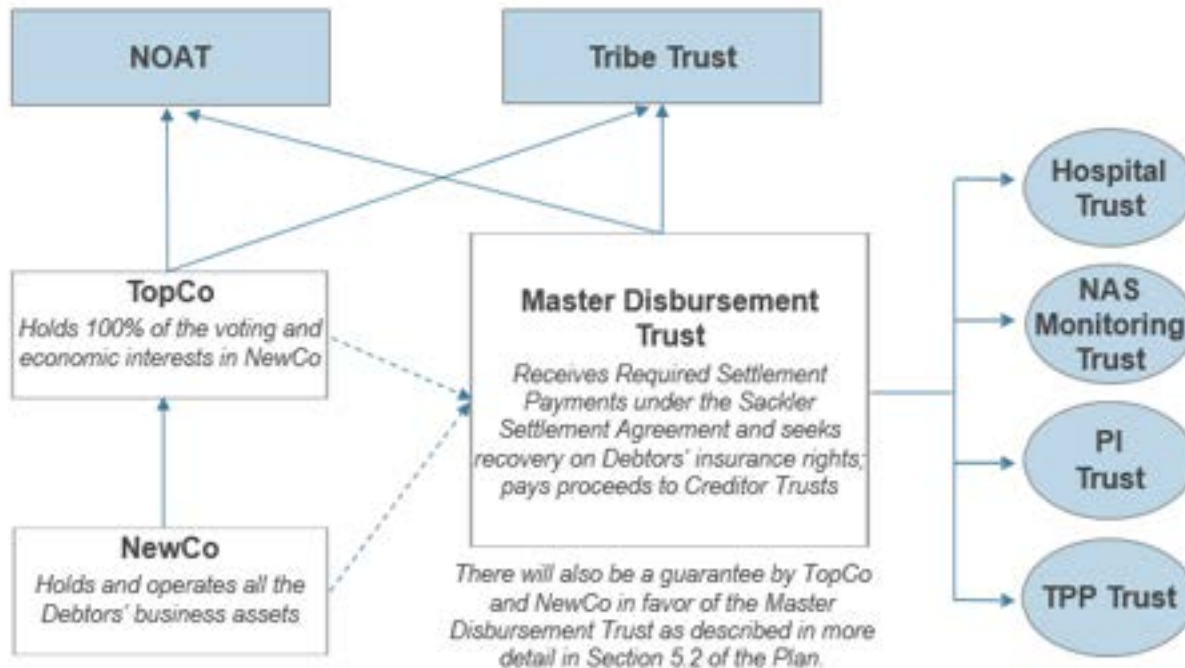 NOAT
Tribe Trust
TopCo
Holds 100% of the voting and
economic interests in NewCo
NewCo
Holds and operates all the
Debtors' business assets
Master Disbursement
Trust
Receives Required Settlement
Payments under the Sackler
Settlement Agreement and seeks
recovery on Debtors' insurance rights;
pays proceeds to Creditor Trusts
There will also be a guarantee by TopCo
and NewCo in favor of the Master
Disbursement Trust as described in more
detail in Section 5.2 of the Plan.
Hospital
Trust
NAS
Monitoring
Trust
PI
Trust
TPP Trust